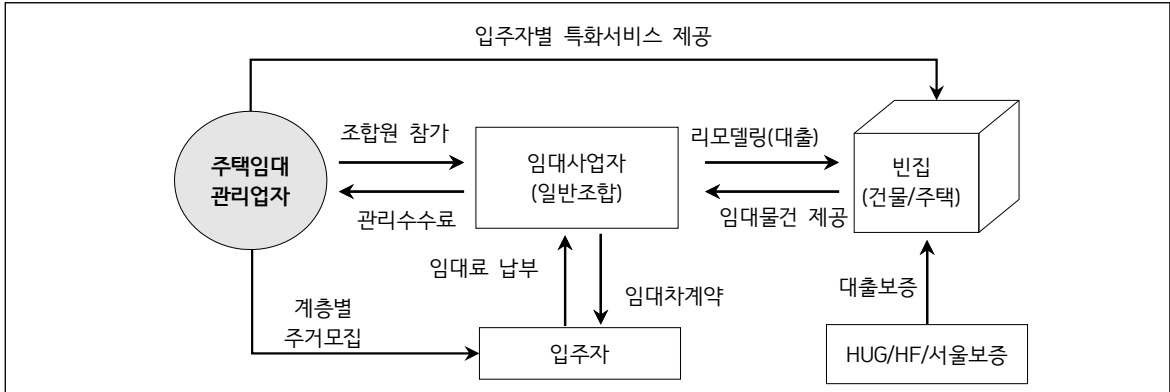 입주자별 특화서비스 제공
주택임대
관리업자
조합원 참가
관리수수료
임대사업자
(일반조합)
리모델링(대출)
임대물건 제공
빈집
(건물/주택)
임대료 납부
임대차계약
대출보증
계층별
주거모집
입주자
HUG/HF/서울보증